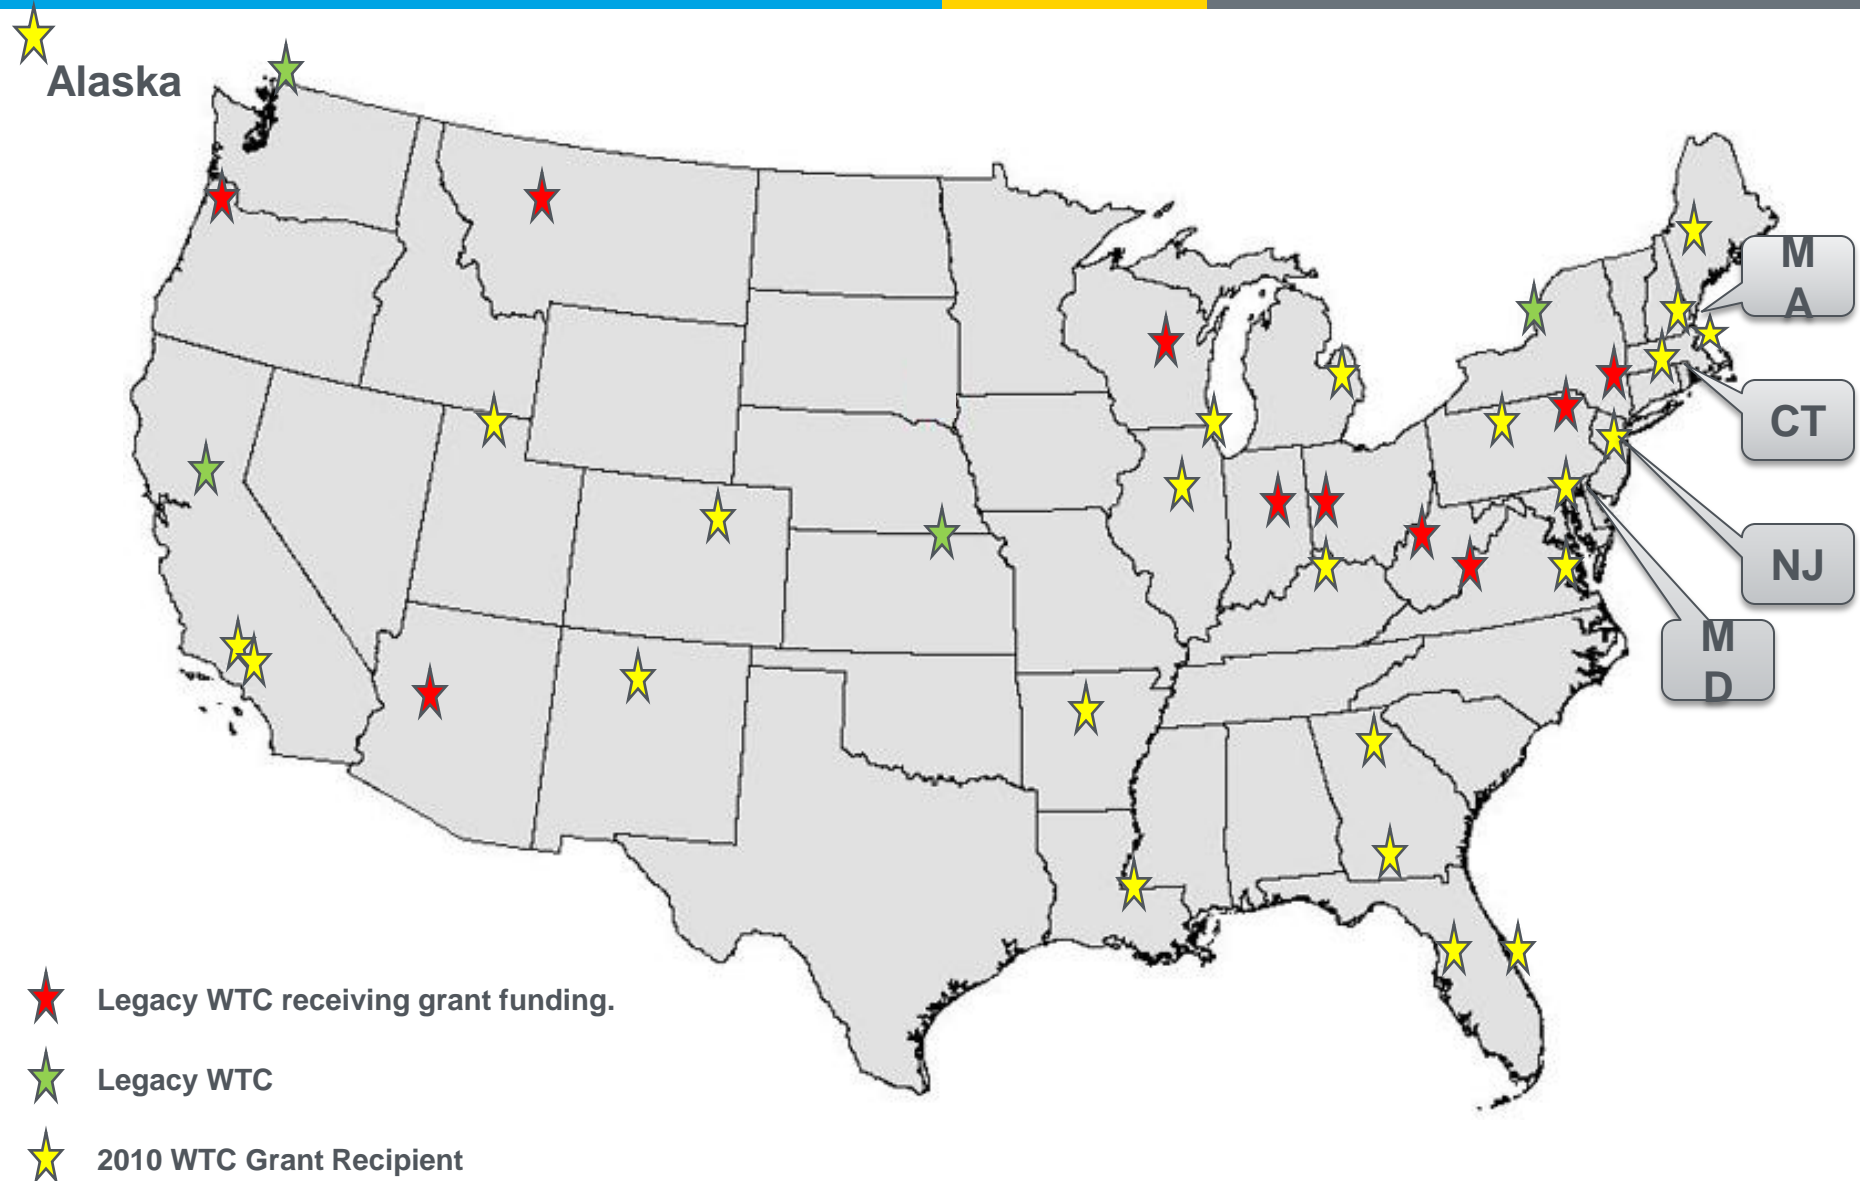 Alaska
M
A
CT
NJ
M
D
Legacy WTC receiving grant funding.
Legacy WTC
2010 WTC Grant Recipient